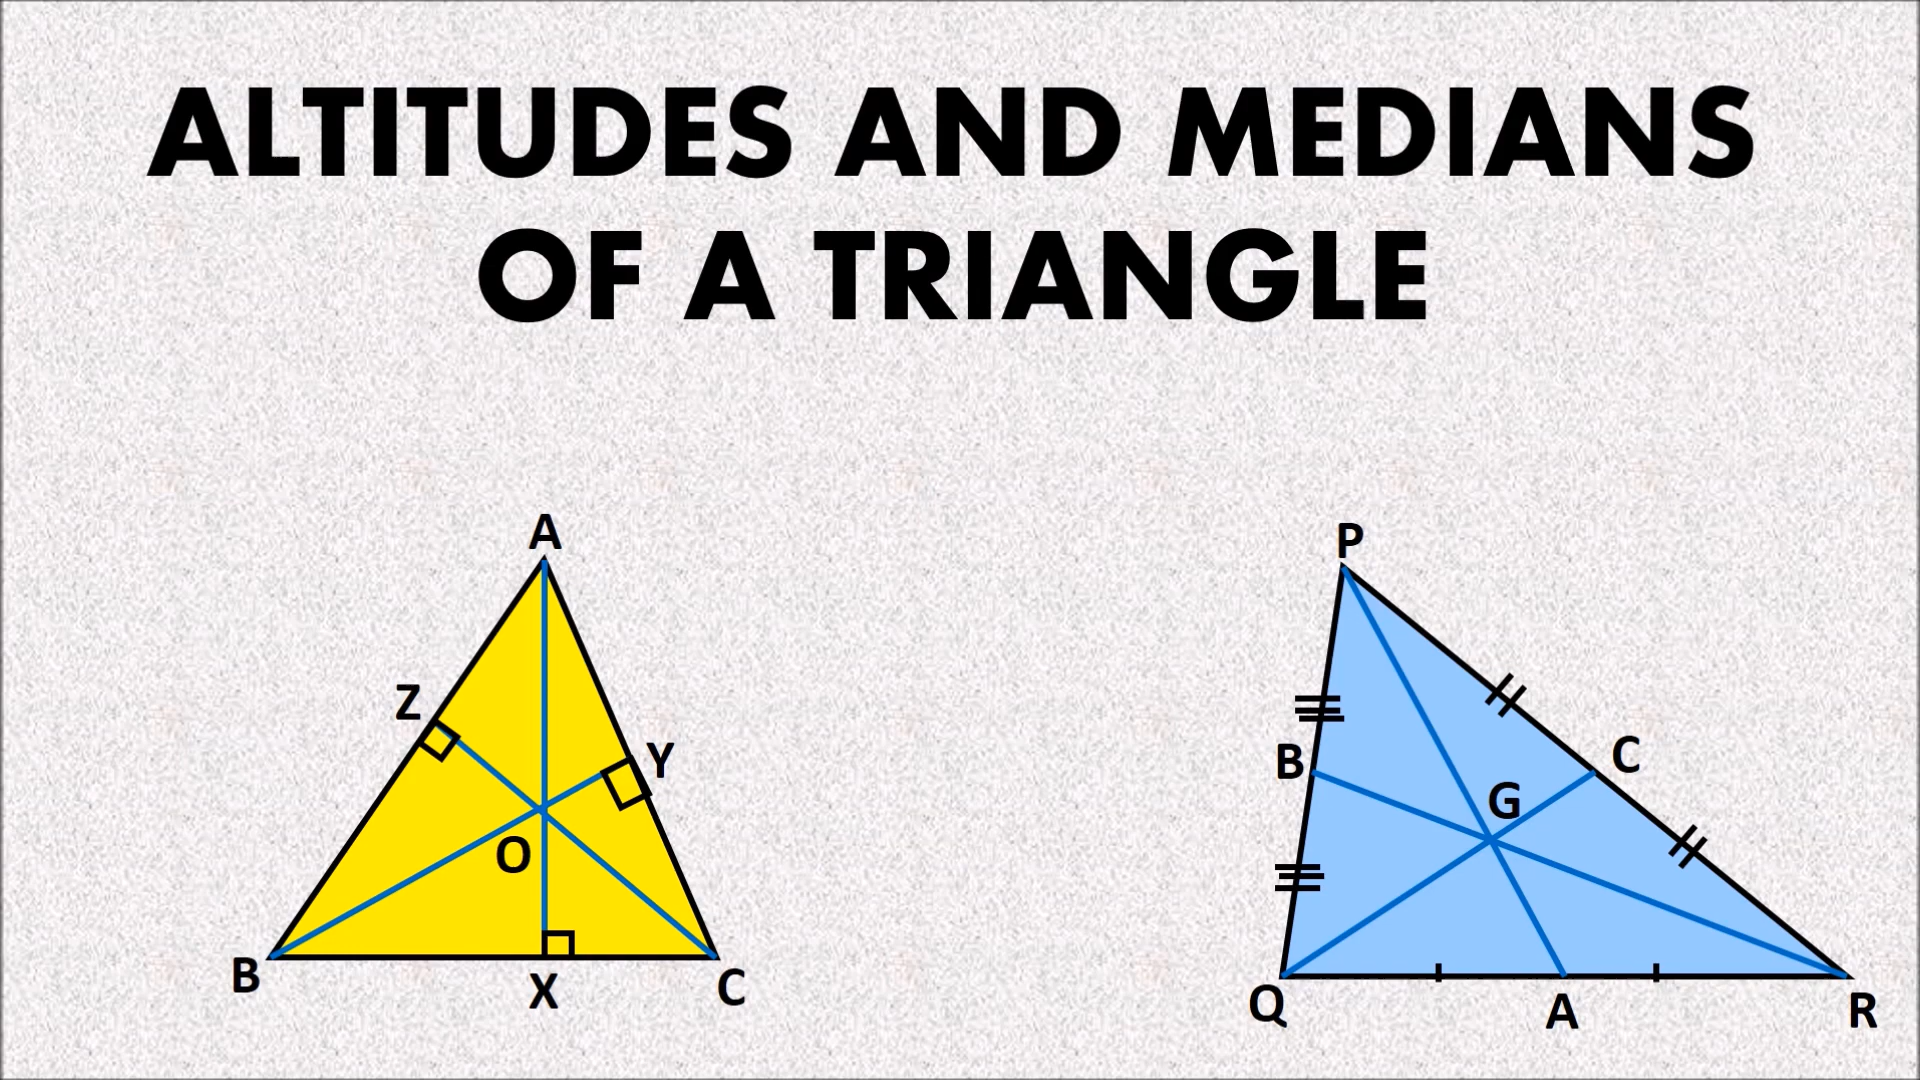 ALTITUDES AND MEDIANS
OF A TRIANGLE
A
Z
Y
O
B
X
C
P
B
C
G
Q
A
R